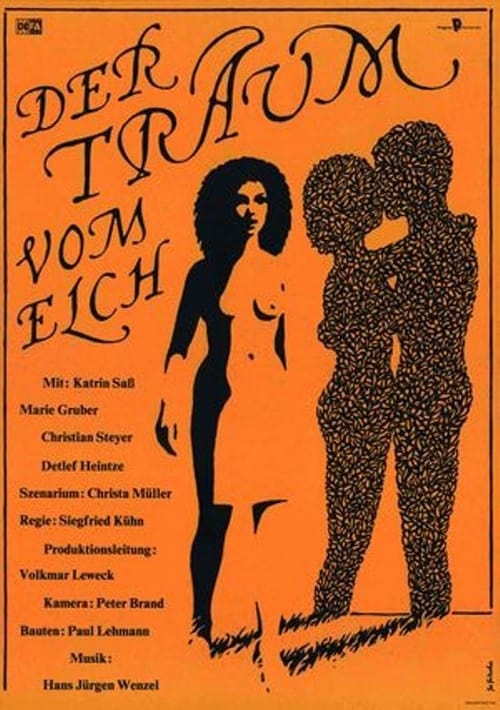 DEFA
DER
TRAUM
VOM
ELCH
Mit: Katrin Saß
Marie Gruber
Christian Steyer
Detlef Heintze
Szenarium: Christa Müller
Regie: Siegfried Kühn
Produktionsleitung:
Volkmar Leweck
Kamera: Peter Brand
Bauten: Paul Lehmann
Musik:
Hans Jürgen Wenzel